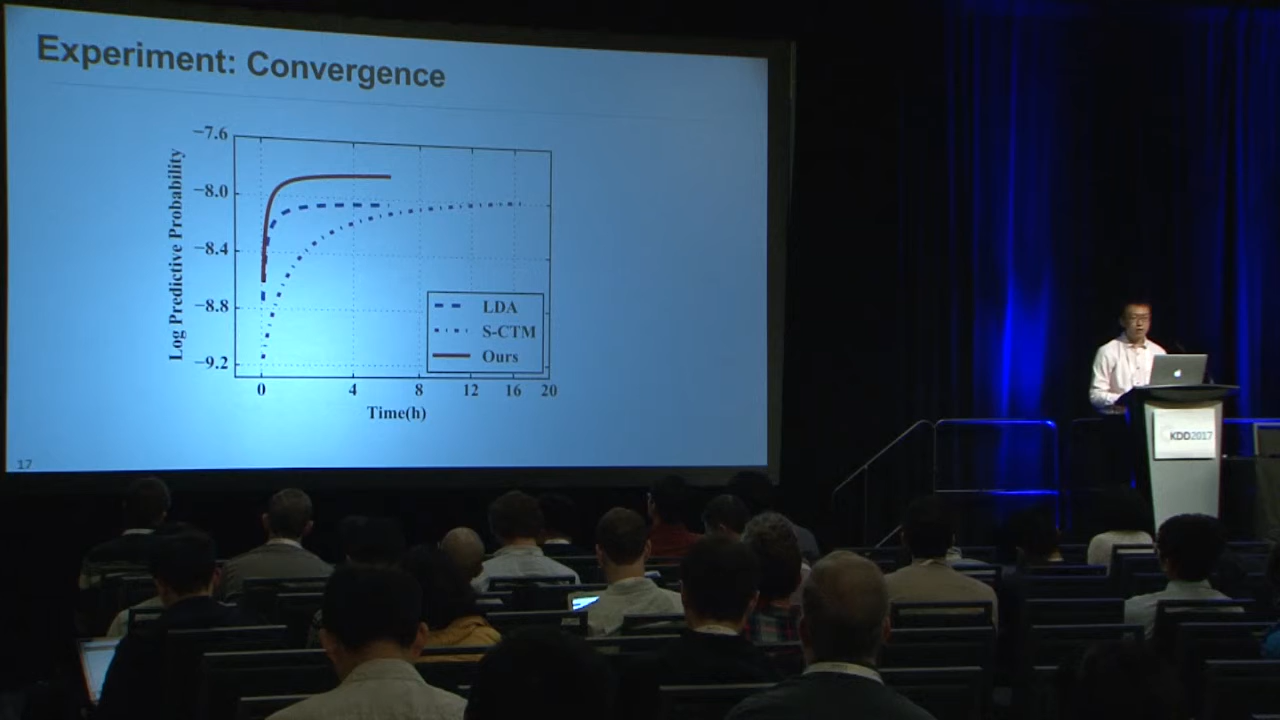 Experiment: Convergence
−7.6
−8.0
−8.4
−8.8
−9.2
Log Predictive Probability
LDA
S-CTM
Ours
0 4 8 12 16 20
Time(h)
17
KDD2017